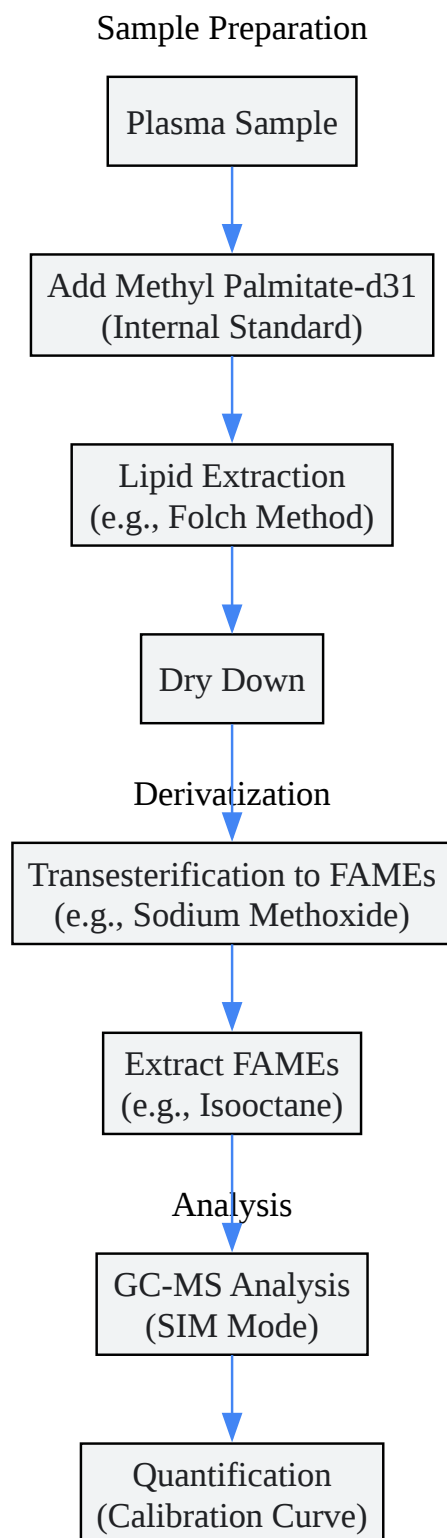 Sample Preparation
Plasma Sample
Add Methyl Palmitate-d31
(Internal Standard)
Lipid Extraction
(e.g., Folch Method)
Dry Down
Derivatization
Transesterification to FAMEs
(e.g., Sodium Methoxide)
Extract FAMEs
(e.g., Isooctane)
Analysis
GC-MS Analysis
(SIM Mode)
Quantification
(Calibration Curve)